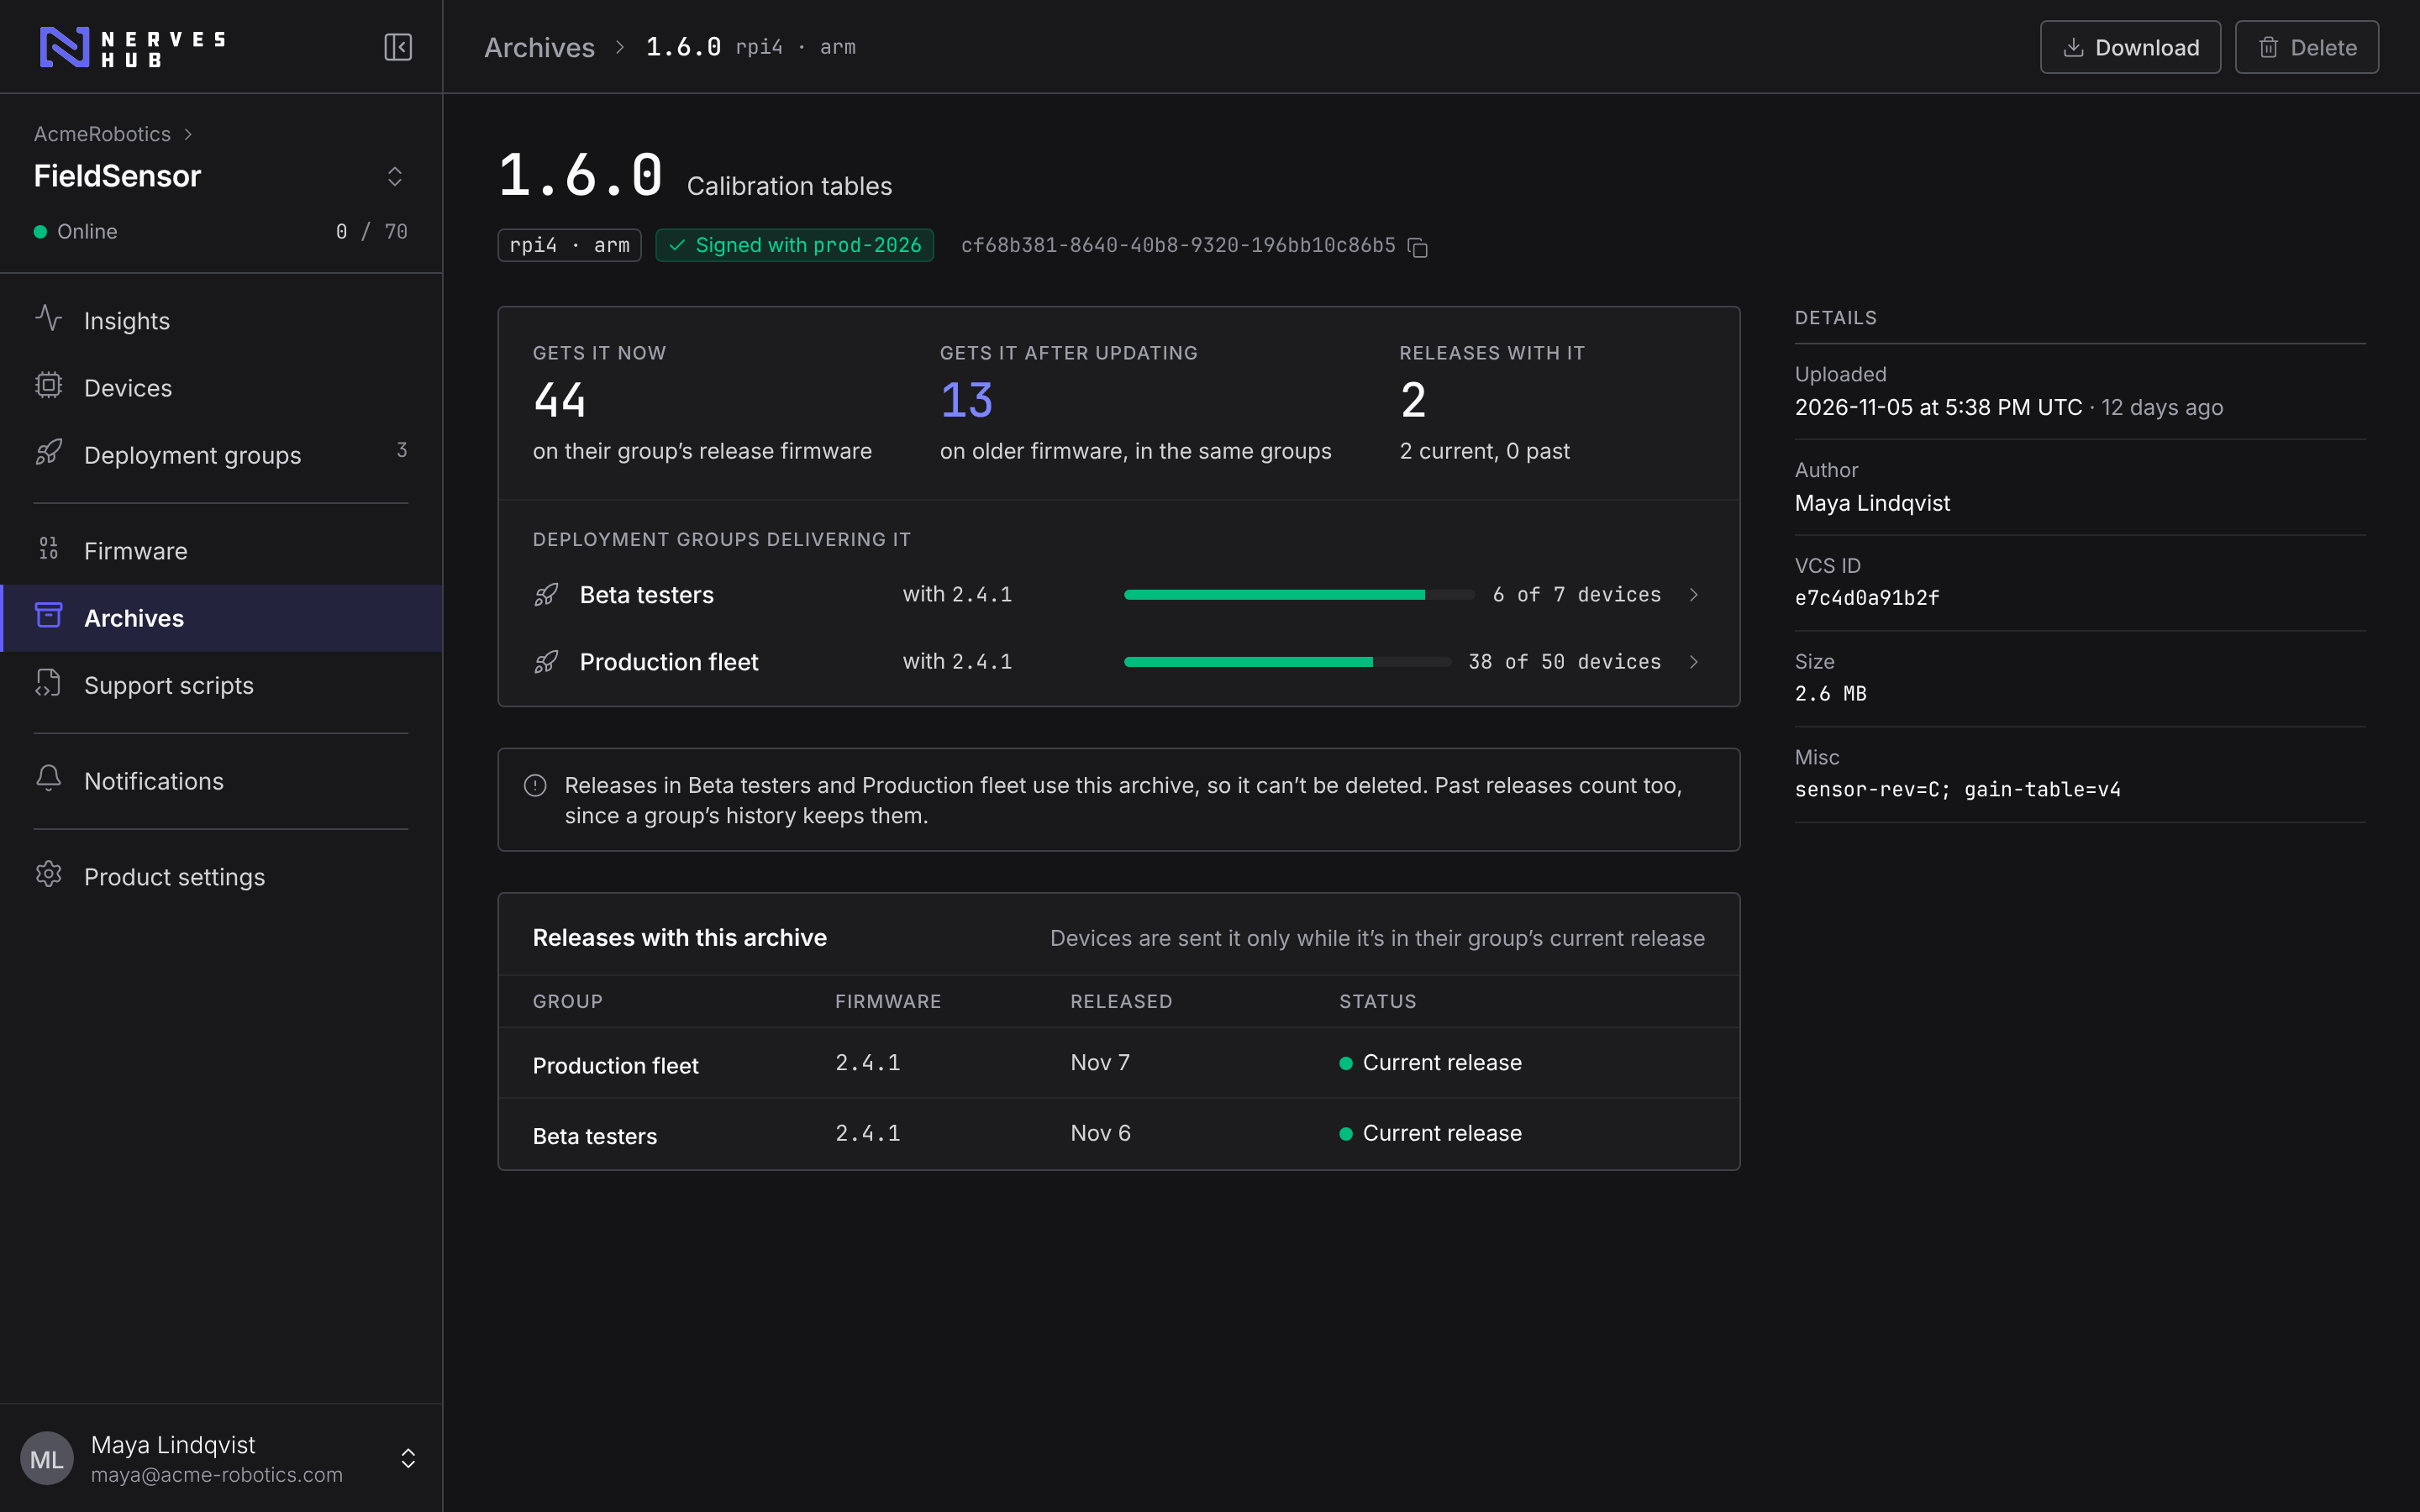 NERVES
HUB
AcmeRobotics
FieldSensor
Online 0 / 70
Insights
Devices
Deployment groups 3
01
10
Firmware
Archives
Support scripts
Notifications
Product settings
ML
Maya Lindqvist
maya@acme-robotics.com
Archives 1.6.0 rpi4 · arm
Download
Delete
1.6.0 Calibration tables
rpi4 · arm
Signed with prod-2026
cf68b381-8640-40b8-9320-196bb10c86b5
GETS IT NOW
44
on their group’s release firmware
GETS IT AFTER UPDATING
13
on older firmware, in the same groups
RELEASES WITH IT
2
2 current, 0 past
DEPLOYMENT GROUPS DELIVERING IT
Beta testers with 2.4.1 6 of 7 devices
Production fleet with 2.4.1 38 of 50 devices
Releases in Beta testers and Production fleet use this archive, so it can’t be deleted. Past releases count too,
since a group’s history keeps them.
Releases with this archive
Devices are sent it only while it’s in their group’s current release
GROUP FIRMWARE RELEASED STATUS
Production fleet 2.4.1 Nov 7 Current release
Beta testers 2.4.1 Nov 6 Current release
DETAILS
Uploaded
2026-11-05 at 5:38 PM UTC · 12 days ago
Author
Maya Lindqvist
VCS ID
e7c4d0a91b2f
Size
2.6 MB
Misc
sensor-rev=C; gain-table=v4